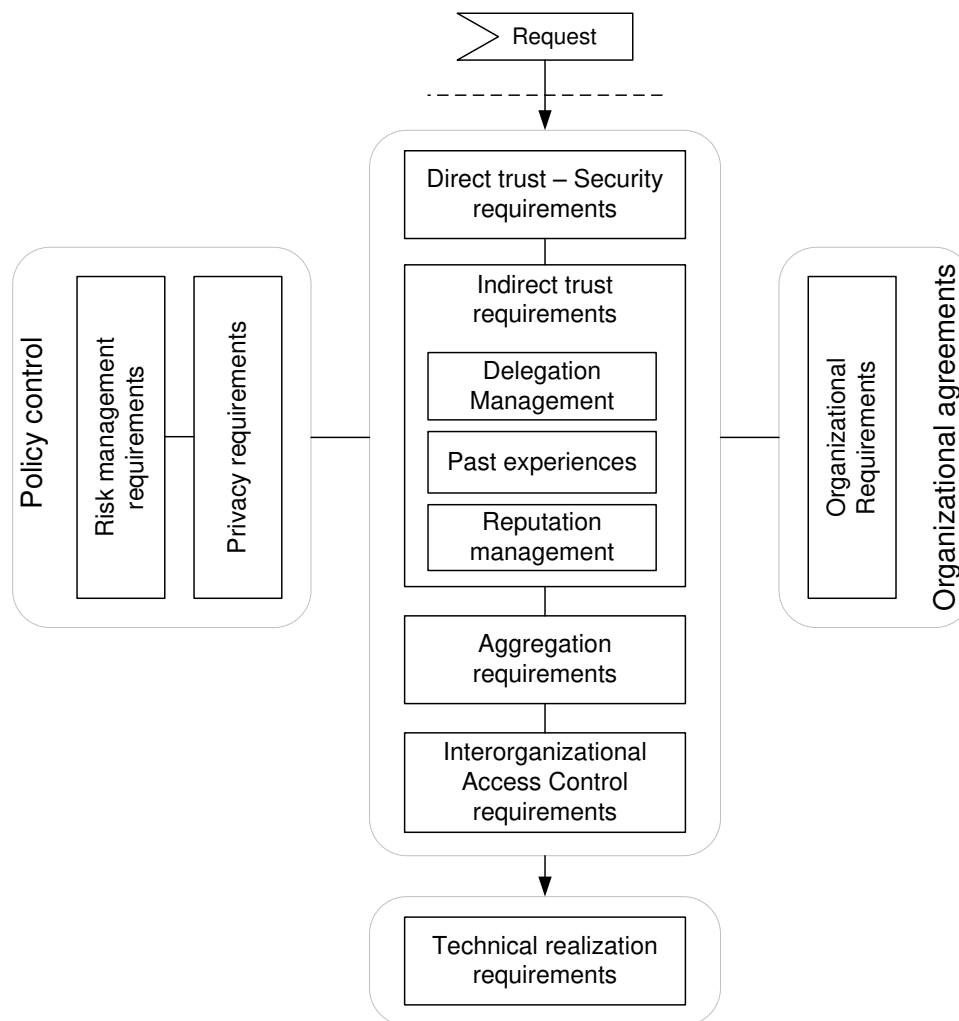 Request
Direct trust – Security
requirements
Indirect trust
requirements
Delegation
Management
Past experiences
Reputation
management
Aggregation
requirements
Interorganizational
Access Control
requirements
Policy control
Risk management
requirements
Privacy requirements
Organizational
Requirements
Organizational agreements
Technical realization
requirements